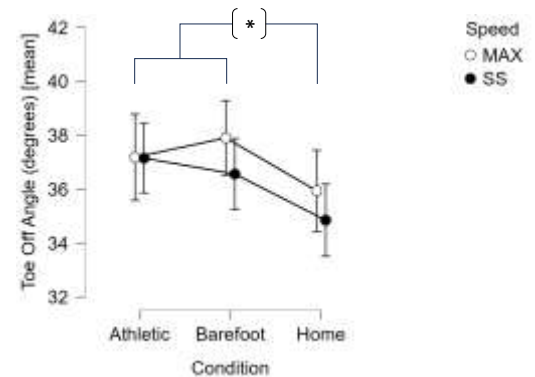 42
[*]
40
38
36
34
32
Toe Off Angle (degrees) [mean]
Athletic Barefoot Home
Condition
Speed
MAX
SS